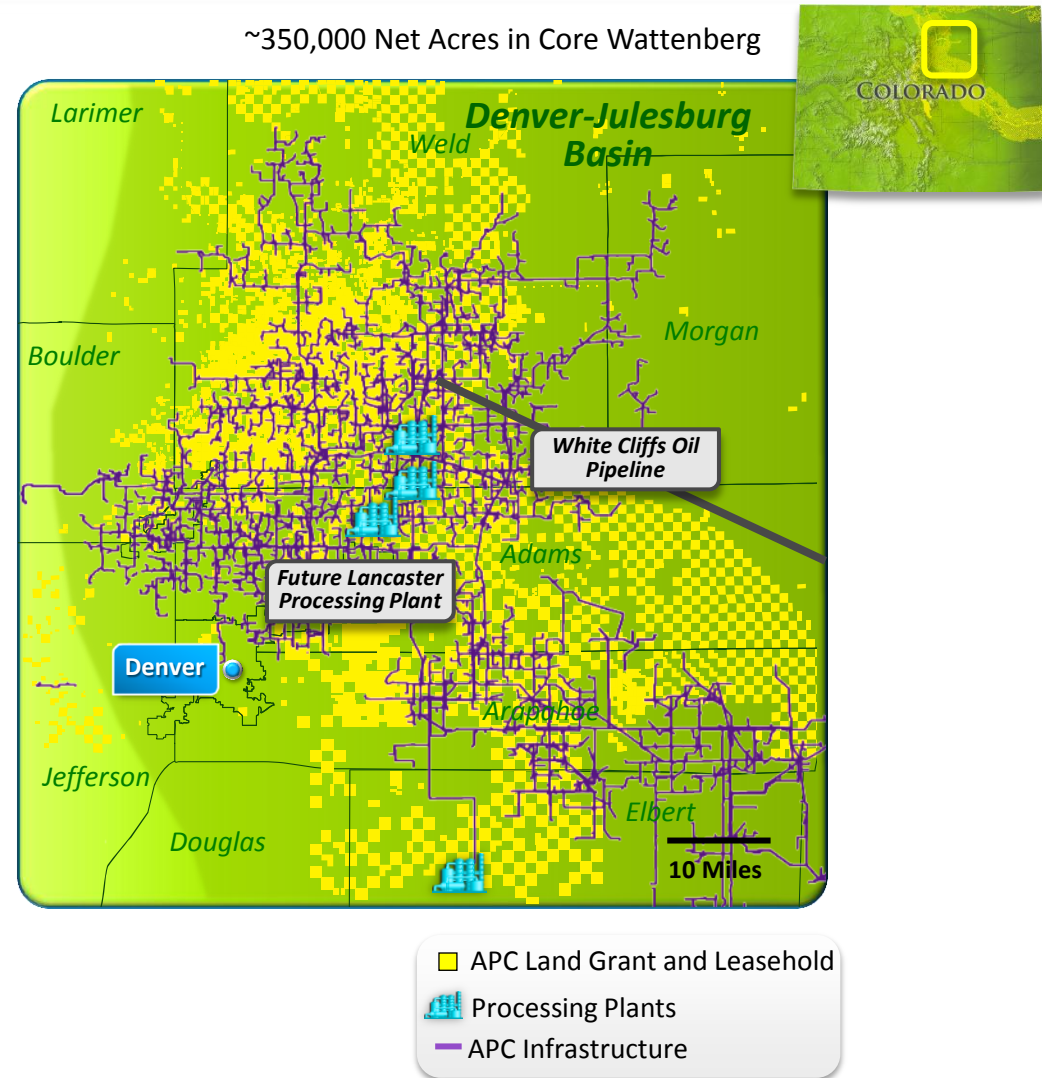 ~350,000 Net Acres in Core Wattenberg
COLORADO
Larimer
Denver-Julesburg
Basin
Weld
Morgan
Boulder
White Cliffs Oil
Pipeline
Adams
Future Lancaster
Processing Plant
Denver
Arapahoe
Jefferson
Elbert
Douglas
10 Miles
APC Land Grant and Leasehold
Processing Plants
APC Infrastructure